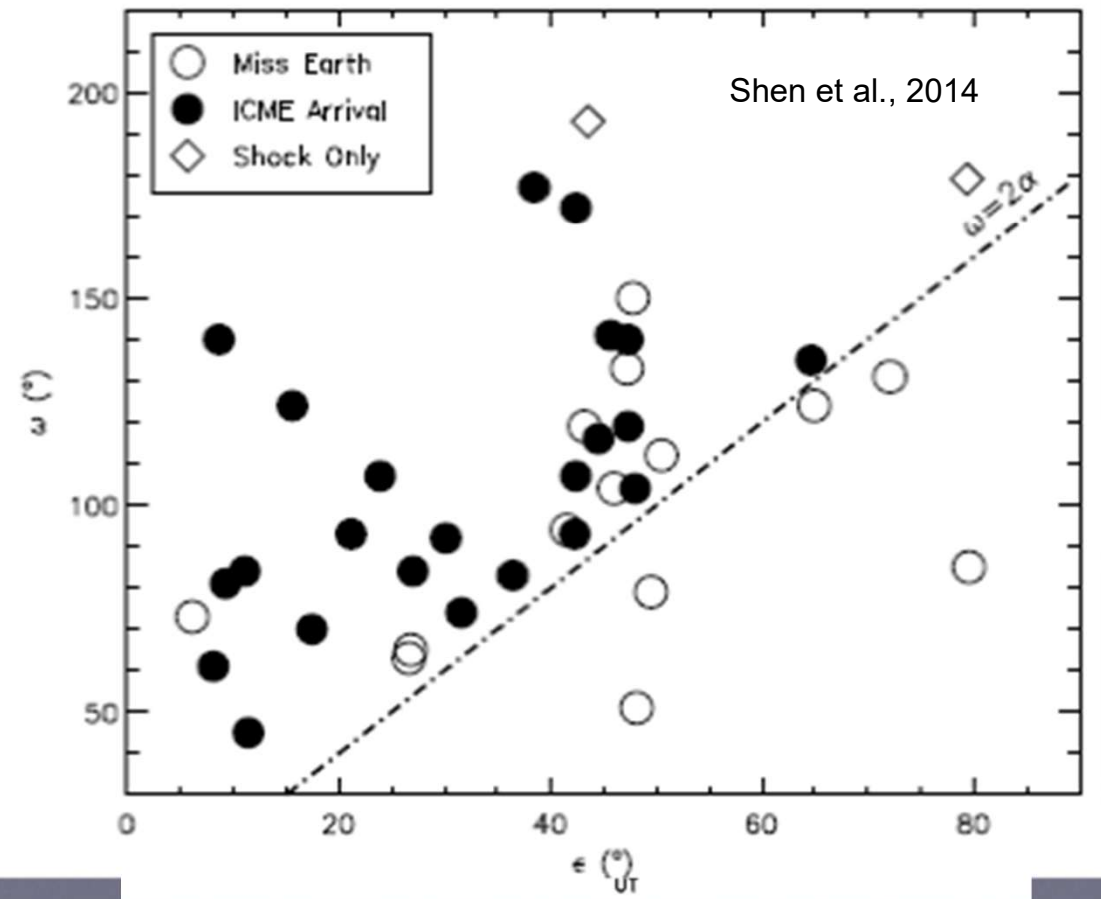 Miss Earth
ICME Arrival
Shock Only
Shen et al., 2014
ω=2α
200
150
100
50
ω (°)
0 20 40 60 80
ϵ (°)
UT